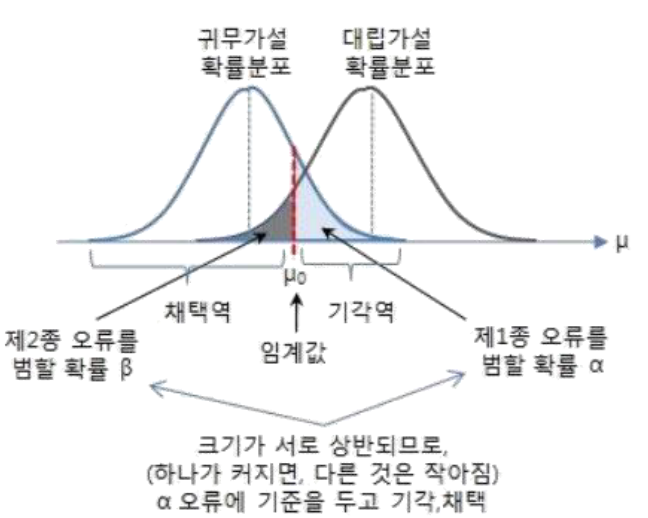 귀무가설
확률분포
대립가설
확률분포
μ
μ₀
채택역
기각역
임계값
제2종 오류를
범할 확률 β
제1종 오류를
범할 확률 α
크기가 서로 상반되므로,
(하나가 커지면, 다른 것은 작아짐)
α 오류에 기준을 두고 기각,채택